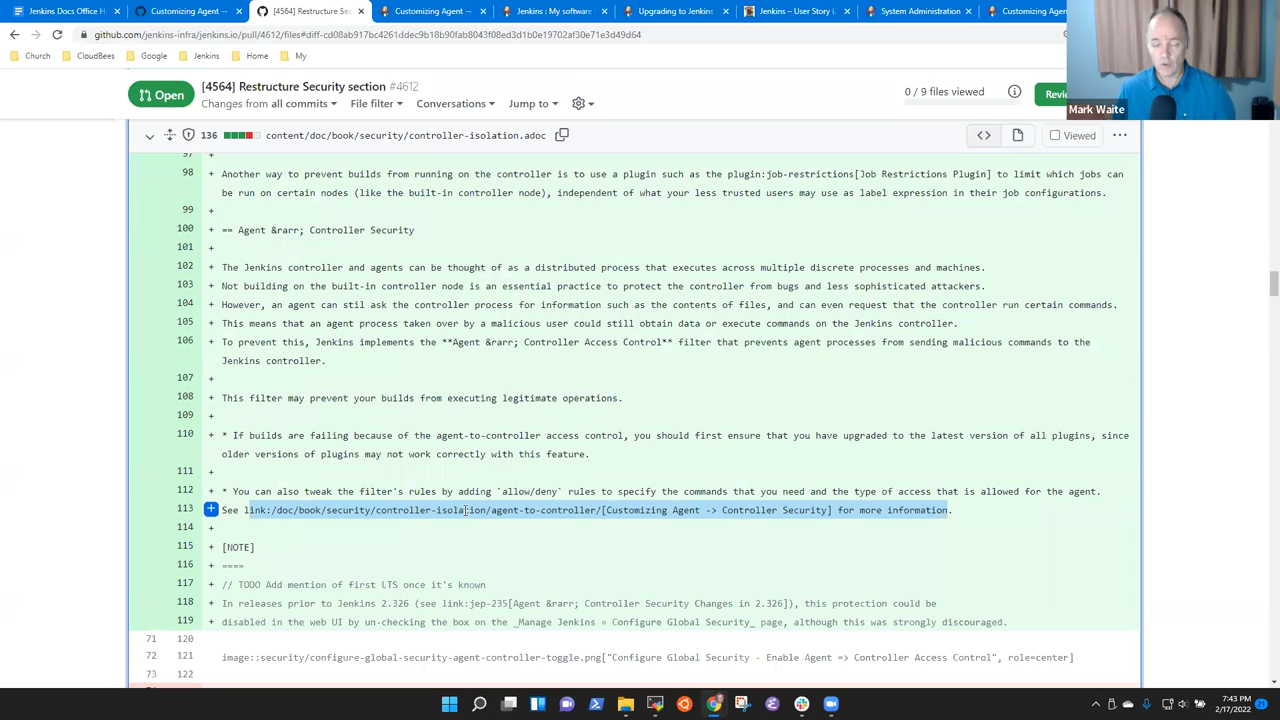 Jenkins Docs Office H
Customizing Agent →
[4564] Restructure Sec
Customizing Agent →
Jenkins : My software
Upgrading to Jenkins
Jenkins – User Story L
System Administration
Customizing Agen
github.com/jenkins-infra/jenkins.io/pull/4612/files#diff-cd08ab917bc4261bc4261ddec9b18b90fab8043f08ed3d1b0e19702af30e71e3d49d64
Church
CloudBees
Google
Jenkins
Home
My
Open
[4564] Restructure Security section #4612
Changes from all commits
File filter
Conversations
Jump to
0 / 9 files viewed
Revie
Mark Waite
136
content/doc/book/security/controller-isolation.adoc
Viewed
97 +
98 + Another way to prevent builds from running on the controller is to use a plugin such as the plugin:job-restrictions[Job Restrictions Plugin] to limit which jobs can
be run on certain nodes (like the built-in controller node), independent of what your less trusted users may use as label expression in their job configurations.
99 +
100 + == Agent &rarr; Controller Security
101 +
102 + The Jenkins controller and agents can be thought of as a distributed process that executes across multiple discrete processes and machines.
103 + Not building on the built-in controller node is an essential practice to protect the controller from bugs and less sophisticated attackers.
104 + However, an agent can stil ask the controller process for information such as the contents of files, and can even request that the controller run certain commands.
105 + This means that an agent process taken over by a malicious user could still obtain data or execute commands on the Jenkins controller.
106 + To prevent this, Jenkins implements the **Agent &rarr; Controller Access Control** filter that prevents agent processes from sending malicious commands to the
Jenkins controller.
107 +
108 + This filter may prevent your builds from executing legitimate operations.
109 +
110 + * If builds are failing because of the agent-to-controller access control, you should first ensure that you have upgraded to the latest version of all plugins, since
older versions of plugins may not work correctly with this feature.
111 +
112 + * You can also tweak the filter's rules by adding `allow/deny` rules to specify the commands that you need and the type of access that is allowed for the agent.
113 + See link:/doc/book/security/controller-isolation/agent-to-controller/[Customizing Agent -> Controller Security] for more information.
114 +
115 + [NOTE]
116 + ====
117 + // TODO Add mention of first LTS once it's known
118 + In releases prior to Jenkins 2.326 (see link:jep-235[Agent &rarr; Controller Security Changes in 2.326]), this protection could be
119 + disabled in the web UI by un-checking the box on the _Manage Jenkins » Configure Global Security_ page, although this was strongly discouraged.
71 120
72 121 image::security/configure-global-security-agent-controller-toggle.png["Configure Global Security - Enable Agent => Controller Access Control", role=center]
73 122
7:43 PM
2/17/2022
21